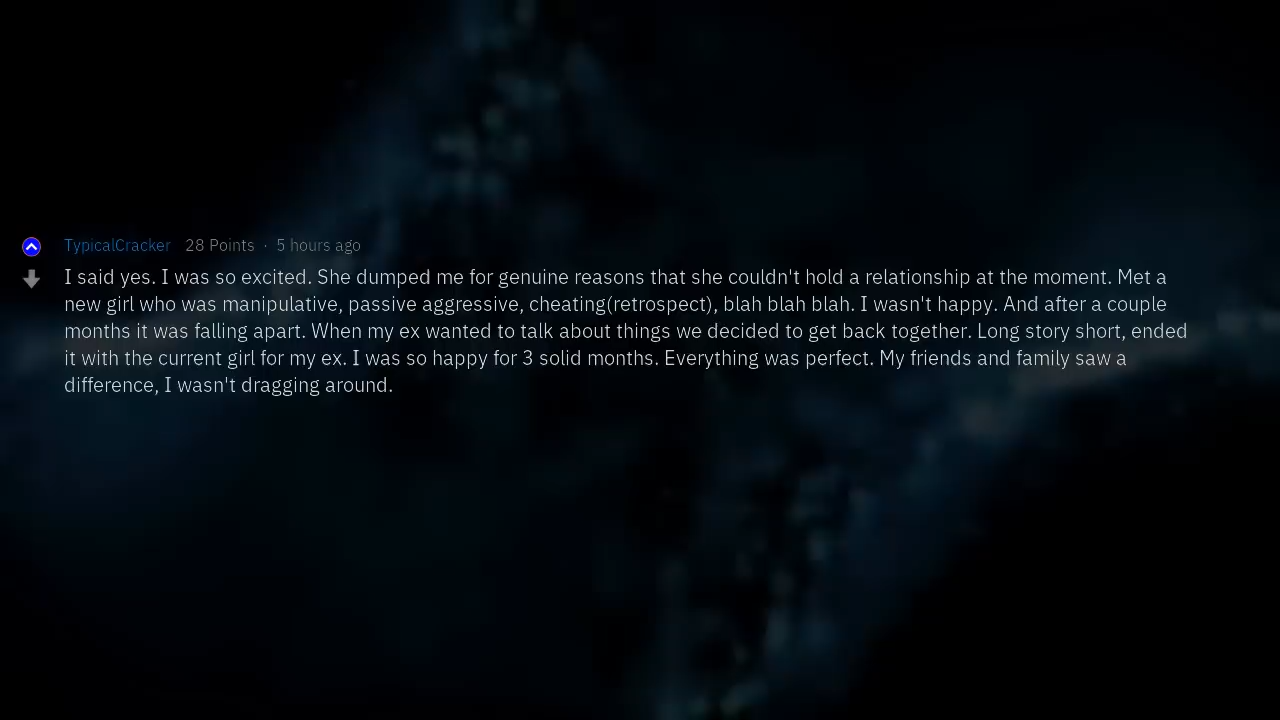 TypicalCracker 28 Points · 5 hours ago
I said yes. I was so excited. She dumped me for genuine reasons that she couldn't hold a relationship at the moment. Met a
new girl who was manipulative, passive aggressive, cheating(retrospect), blah blah blah. I wasn't happy. And after a couple
months it was falling apart. When my ex wanted to talk about things we decided to get back together. Long story short, ended
it with the current girl for my ex. I was so happy for 3 solid months. Everything was perfect. My friends and family saw a
difference, I wasn't dragging around.